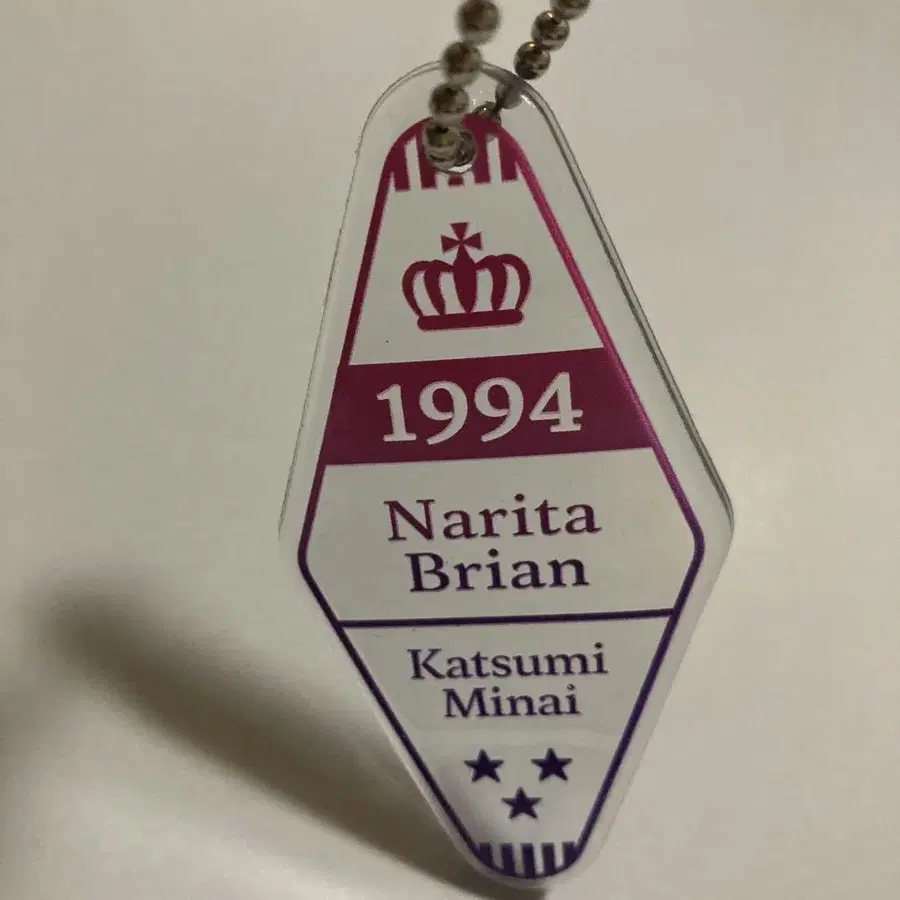 1994
Narita
Brian
Katsumi
Minai